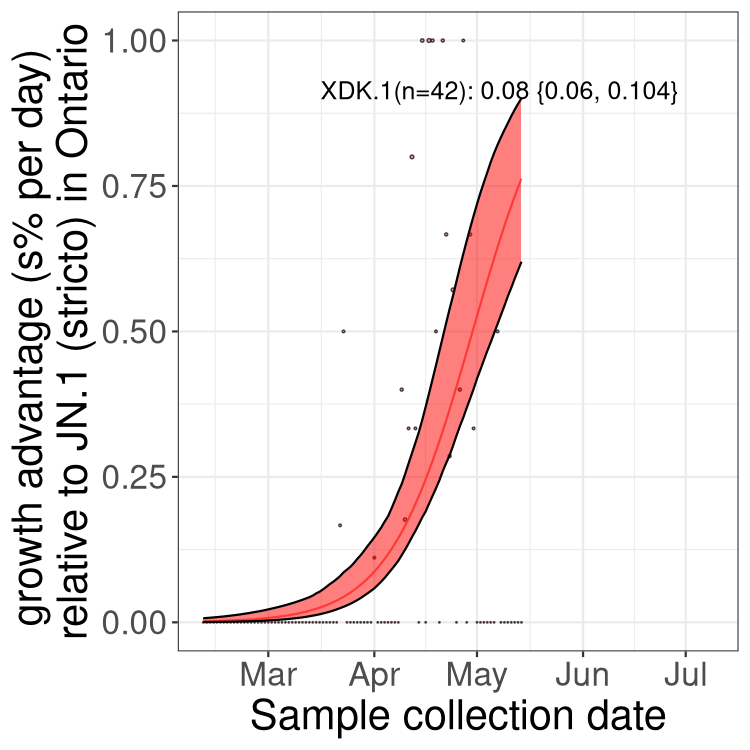 growth advantage (s% per day)
relative to JN.1 (stricto) in Ontario
1.00
0.75
0.50
0.25
0.00
XDK.1(n=42): 0.08 {0.06, 0.104}
Mar Apr May Jun Jul
Sample collection date